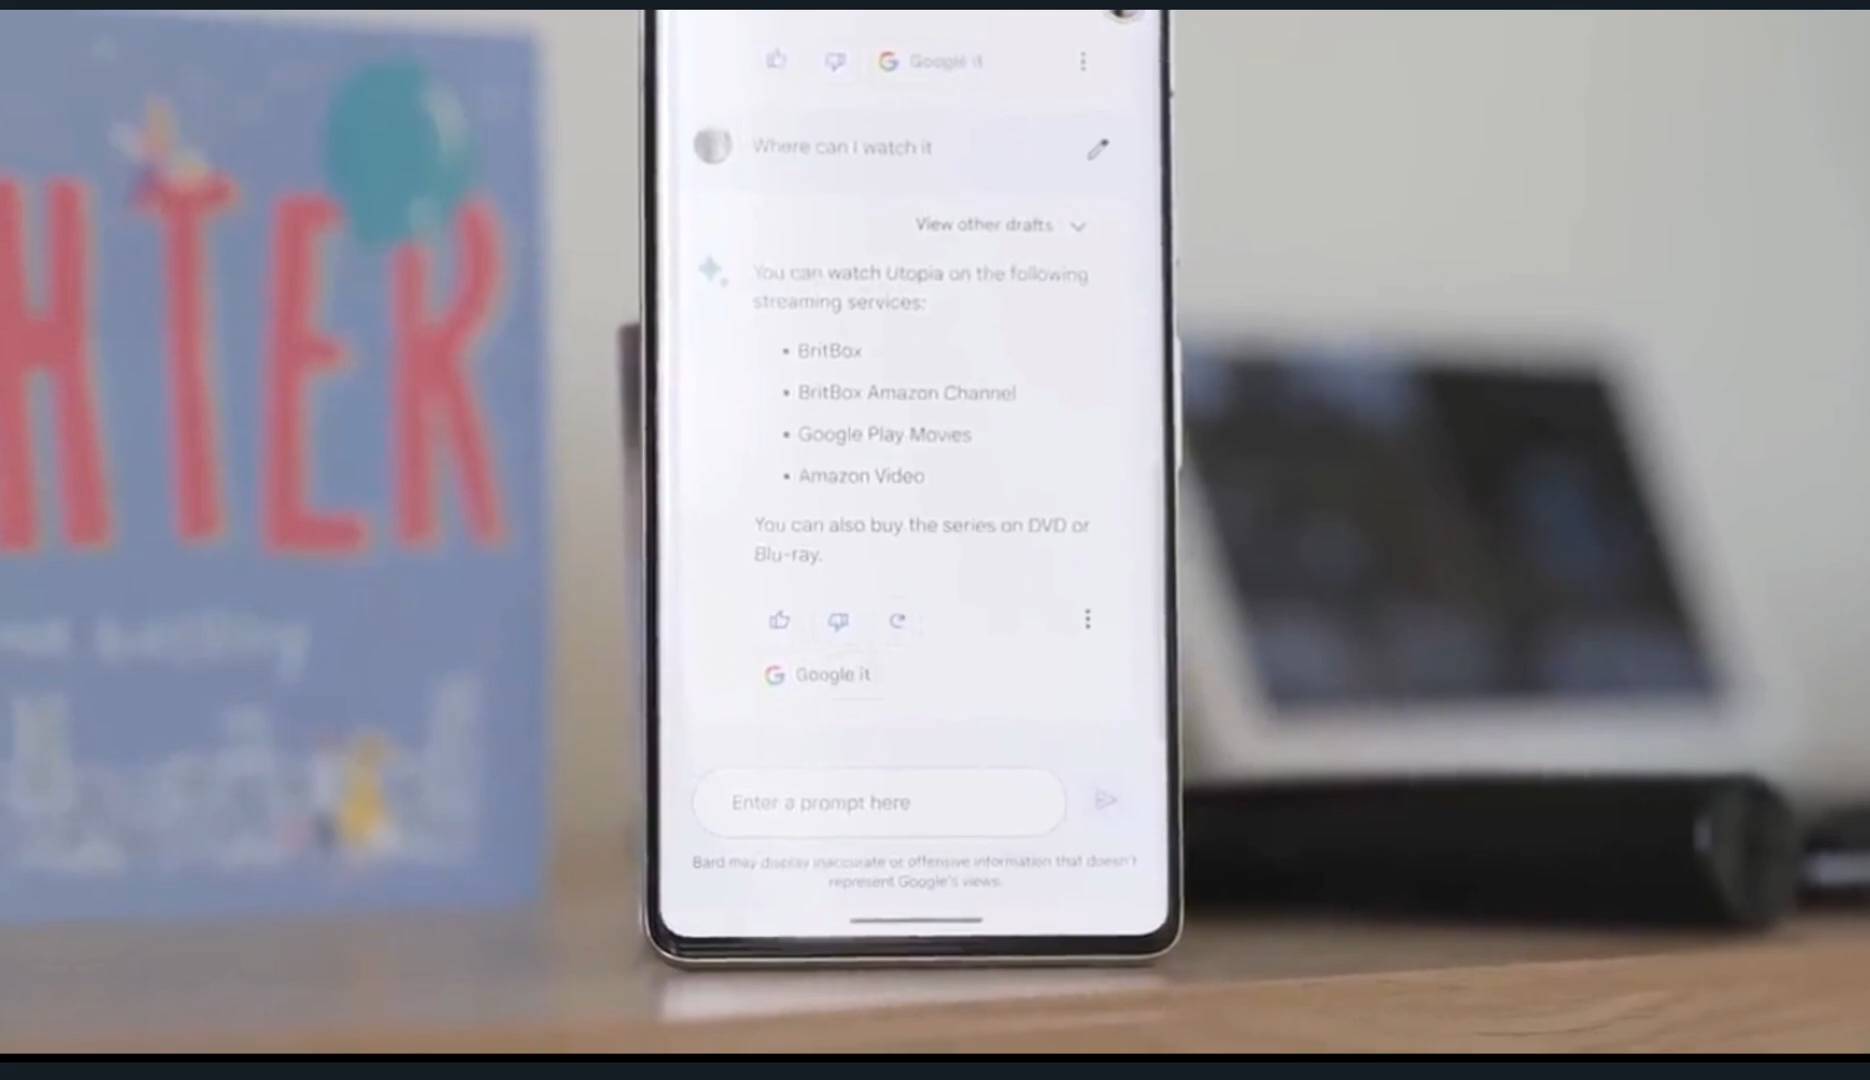 HTER
Google it
Where can I watch it
View other drafts
You can watch Utopia on the following
streaming services:
• BritBox
• BritBox Amazon Channel
• Google Play Movies
• Amazon Video
You can also buy the series on DVD or
Blu-ray.
Google it
Enter a prompt here
Bard may display inaccurate or offensive information that doesn't
represent Google's views.